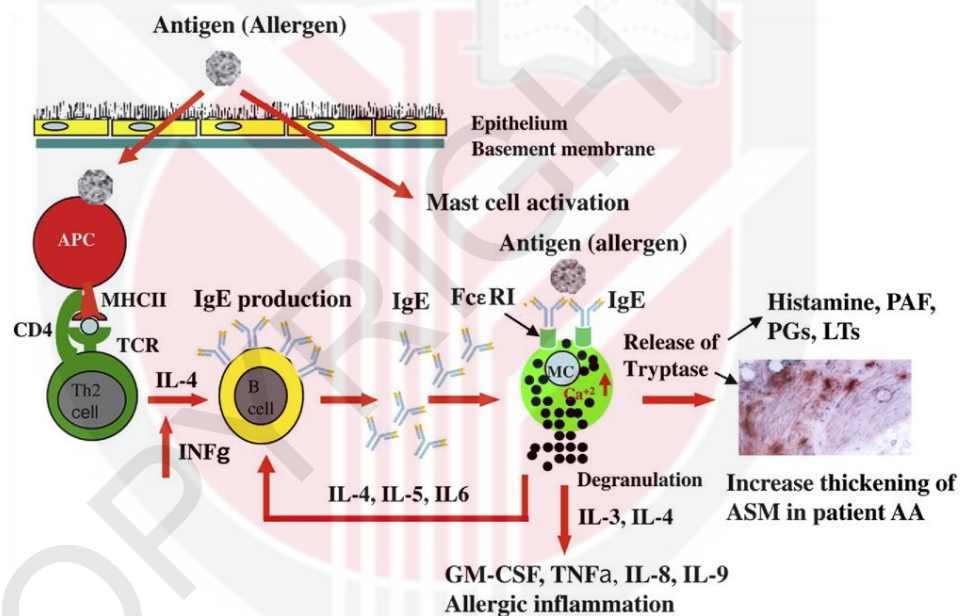 Antigen (Allergen)
Epithelium
Basement membrane
Mast cell activation
APC
Antigen (allergen)
MHCII
CD4
TCR
IgE production
IgE
FcεRI
IgE
Histamine, PAF,
PGs, LTs
Release of
Tryptase
Th2
cell
IL-4
INFg
B
cell
MC
Ca+2
IL-4, IL-5, IL6
Degranulation
IL-3, IL-4
Increase thickening of
ASM in patient AA
GM-CSF, TNFa, IL-8, IL-9
Allergic inflammation
COPYRIGHT